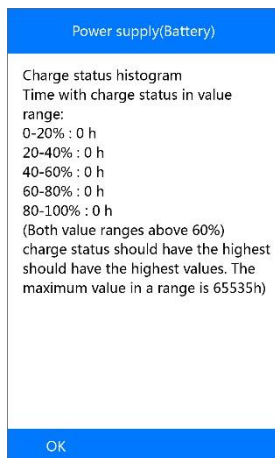 Power supply(Battery)
Charge status histogram
Time with charge status in value
range:
0-20% : 0 h
20-40% : 0 h
40-60% : 0 h
60-80% : 0 h
80-100% : 0 h
(Both value ranges above 60%)
charge status should have the highest
should have the highest values. The
maximum value in a range is 65535h)
OK